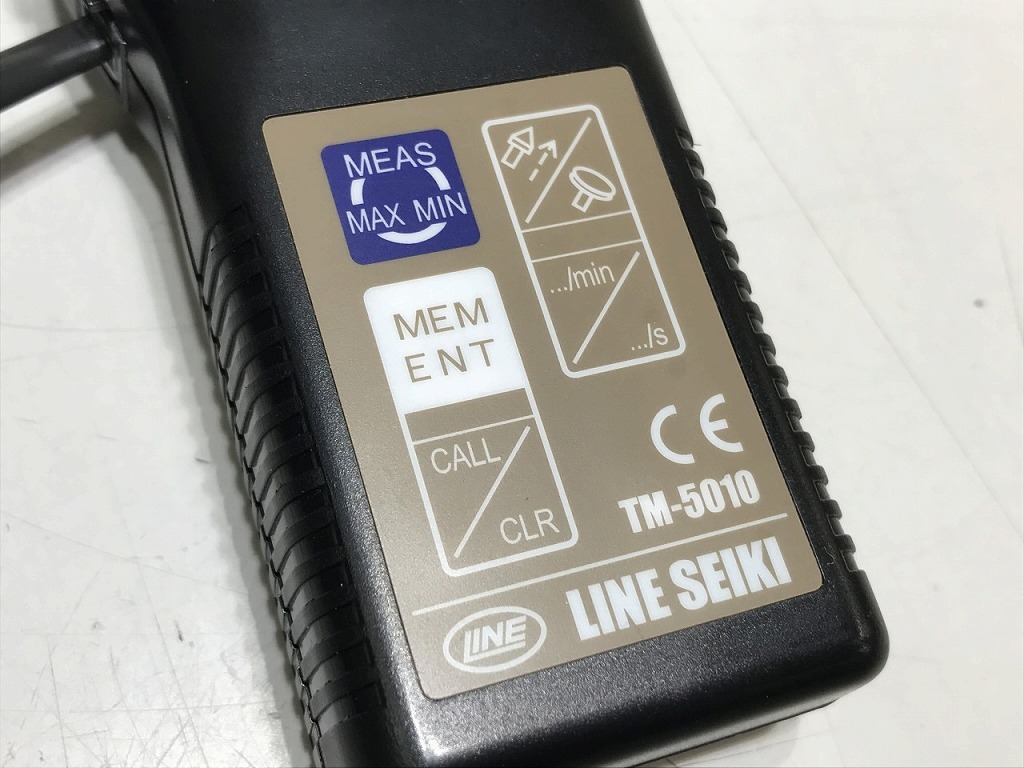 MEAS
MAX MIN
MEM
ENT
CALL
CLR
.../min
.../s
CE
TM-5010
LINE
LINE SEIKI